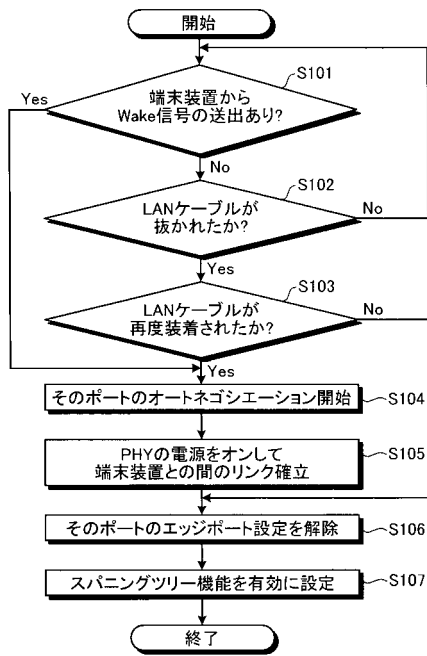 開始
S101
端末装置から
Wake信号の送出あり?
Yes
No
S102
LANケーブルが
抜かれたか?
No
Yes
S103
LANケーブルが
再度装着されたか?
No
Yes
そのポートのオートネゴシエーション開始
S104
PHYの電源をオンして
端末装置との間のリンク確立
S105
そのポートのエッジポート設定を解除
S106
スパニングツリー機能を有効に設定
S107
終了